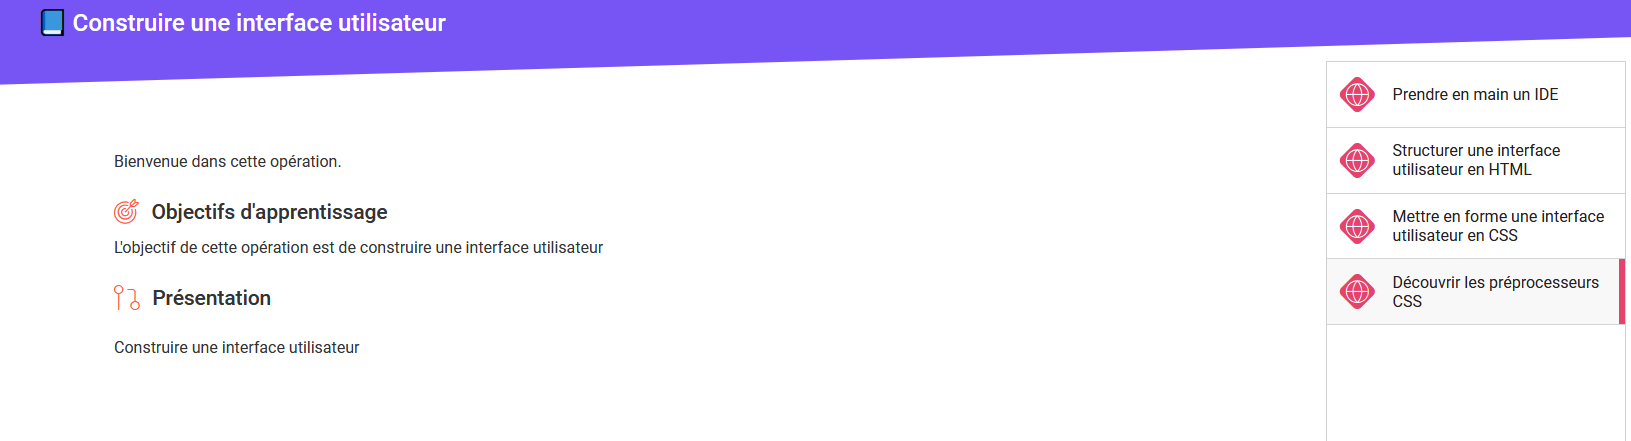 Construire une interface utilisateur
Bienvenue dans cette opération.
Objectifs d'apprentissage
L'objectif de cette opération est de construire une interface utilisateur
Présentation
Construire une interface utilisateur
Prendre en main un IDE
Structurer une interface
utilisateur en HTML
Mettre en forme une interface
utilisateur en CSS
Découvrir les préprocesseurs
CSS